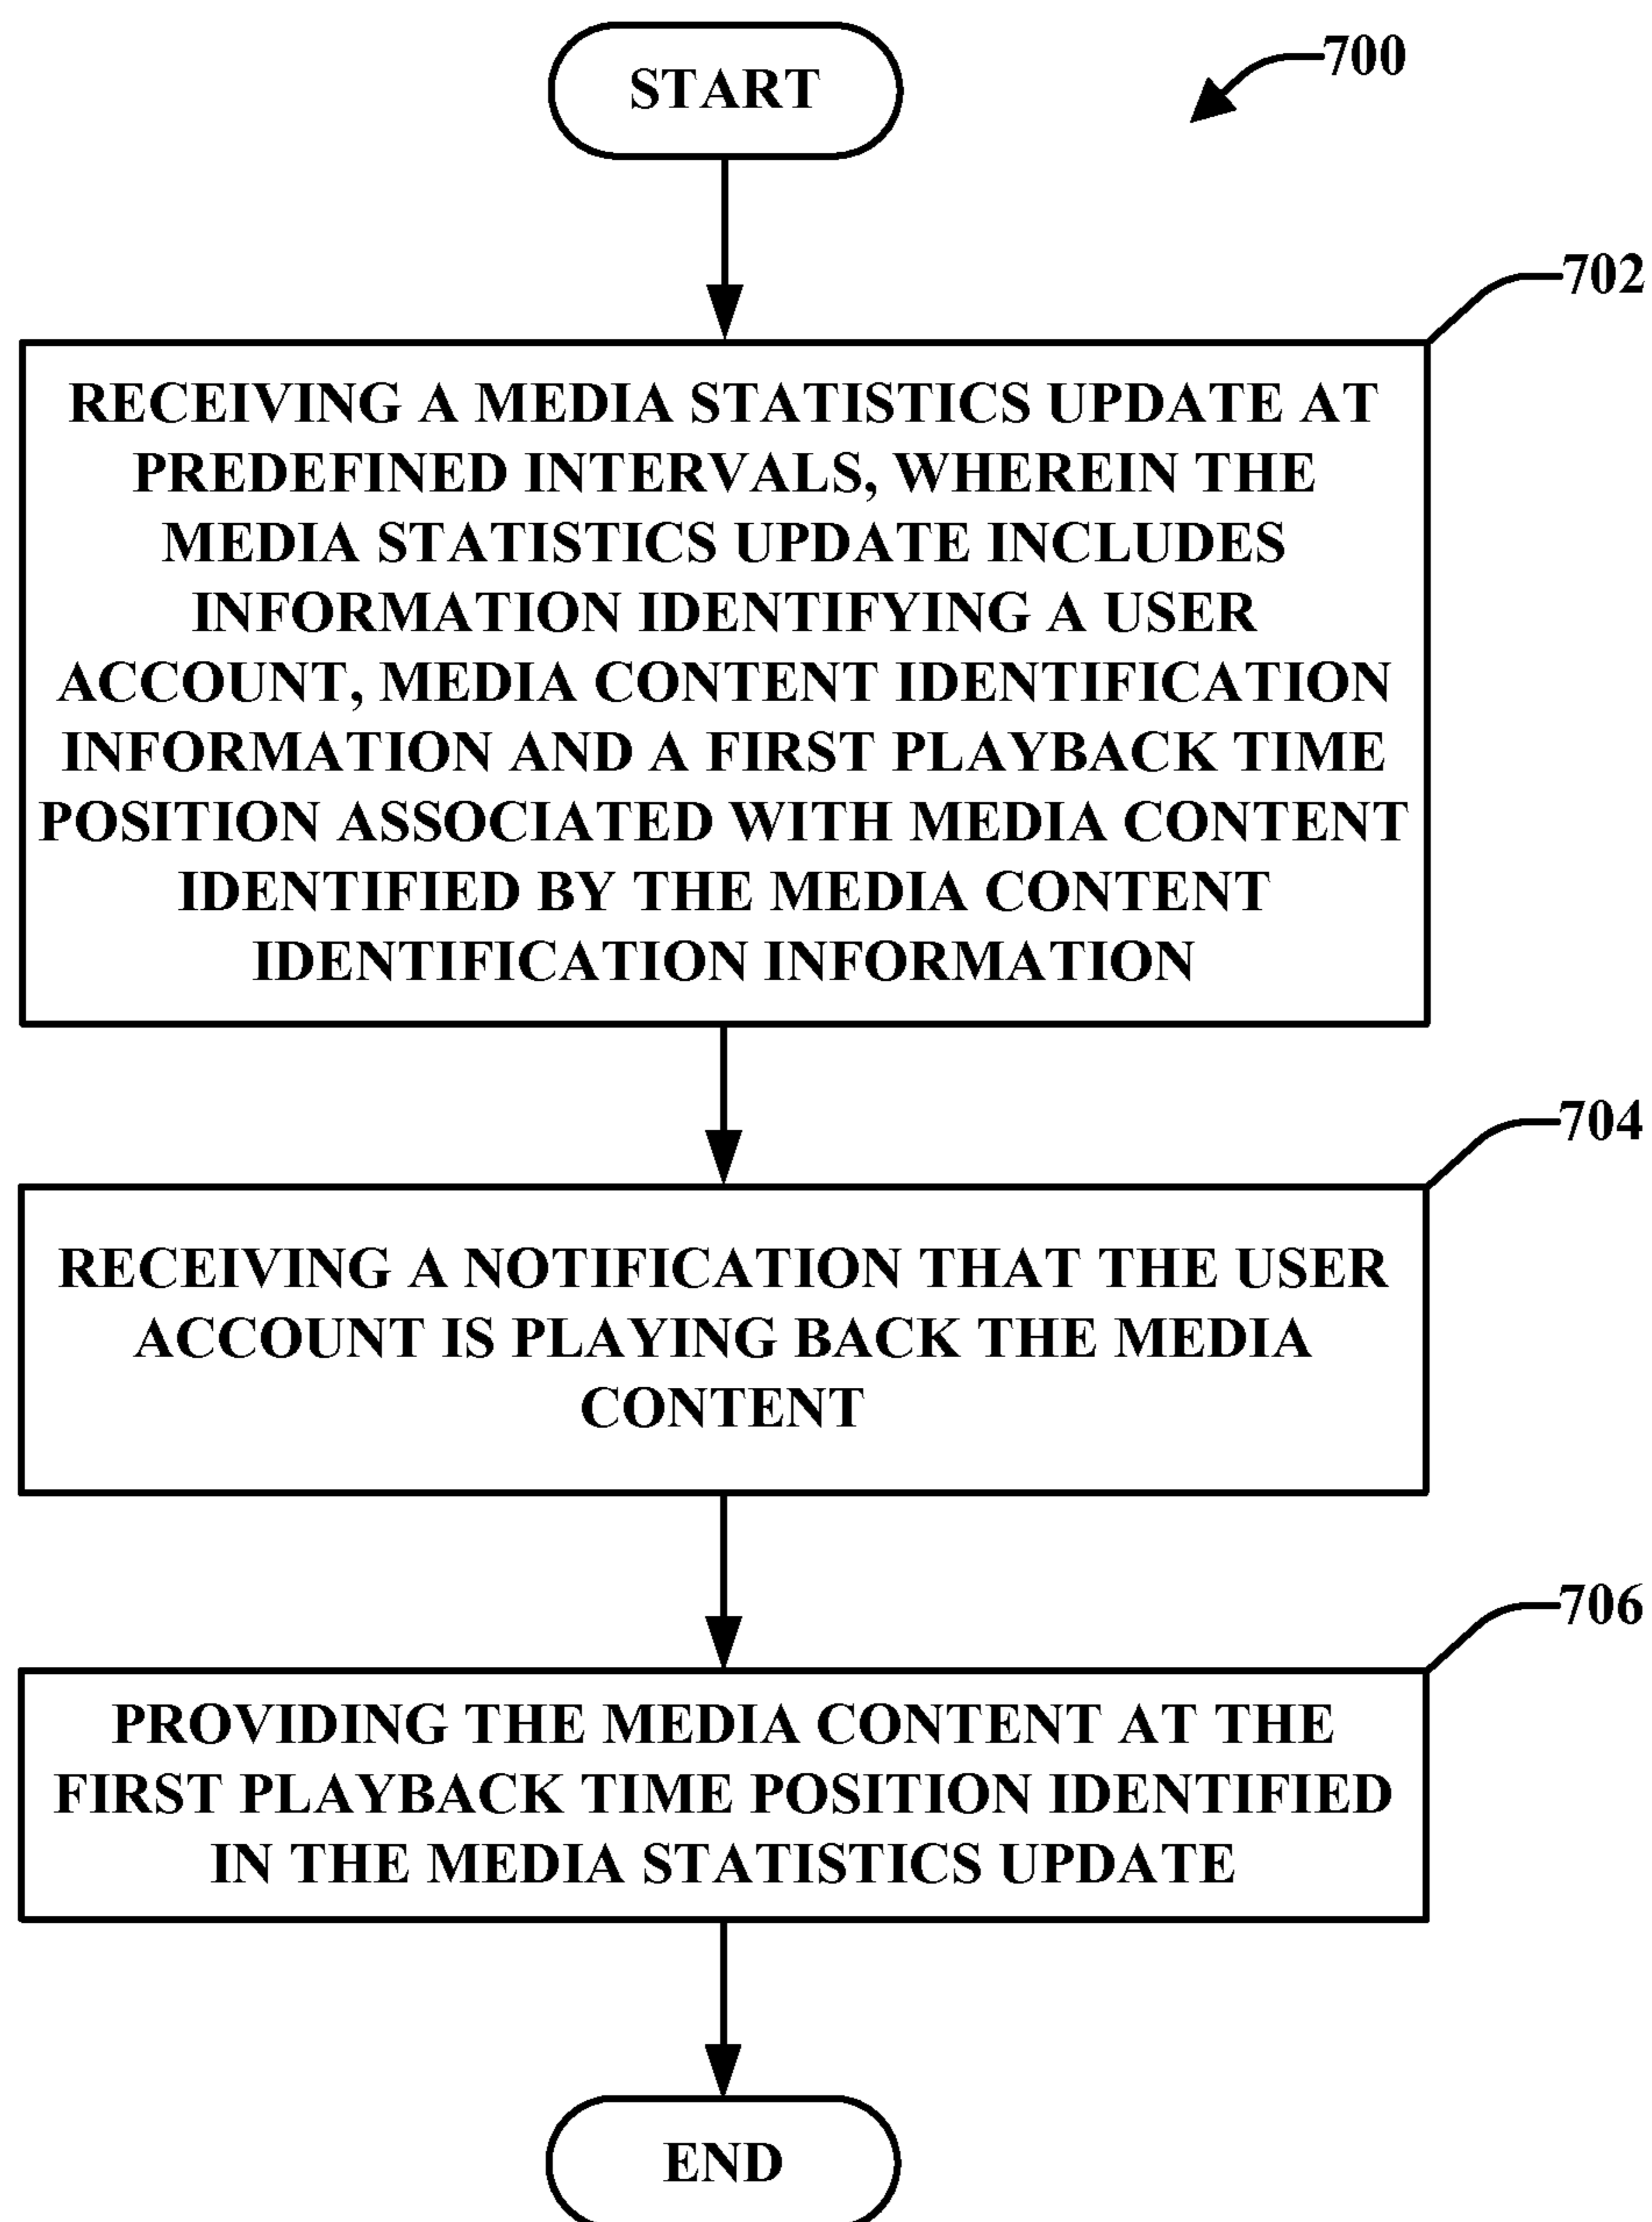 START
700
702
RECEIVING A MEDIA STATISTICS UPDATE AT
PREDEFINED INTERVALS, WHEREIN THE
MEDIA STATISTICS UPDATE INCLUDES
INFORMATION IDENTIFYING A USER
ACCOUNT, MEDIA CONTENT IDENTIFICATION
INFORMATION AND A FIRST PLAYBACK TIME
POSITION ASSOCIATED WITH MEDIA CONTENT
IDENTIFIED BY THE MEDIA CONTENT
IDENTIFICATION INFORMATION
704
RECEIVING A NOTIFICATION THAT THE USER
ACCOUNT IS PLAYING BACK THE MEDIA
CONTENT
706
PROVIDING THE MEDIA CONTENT AT THE
FIRST PLAYBACK TIME POSITION IDENTIFIED
IN THE MEDIA STATISTICS UPDATE
END